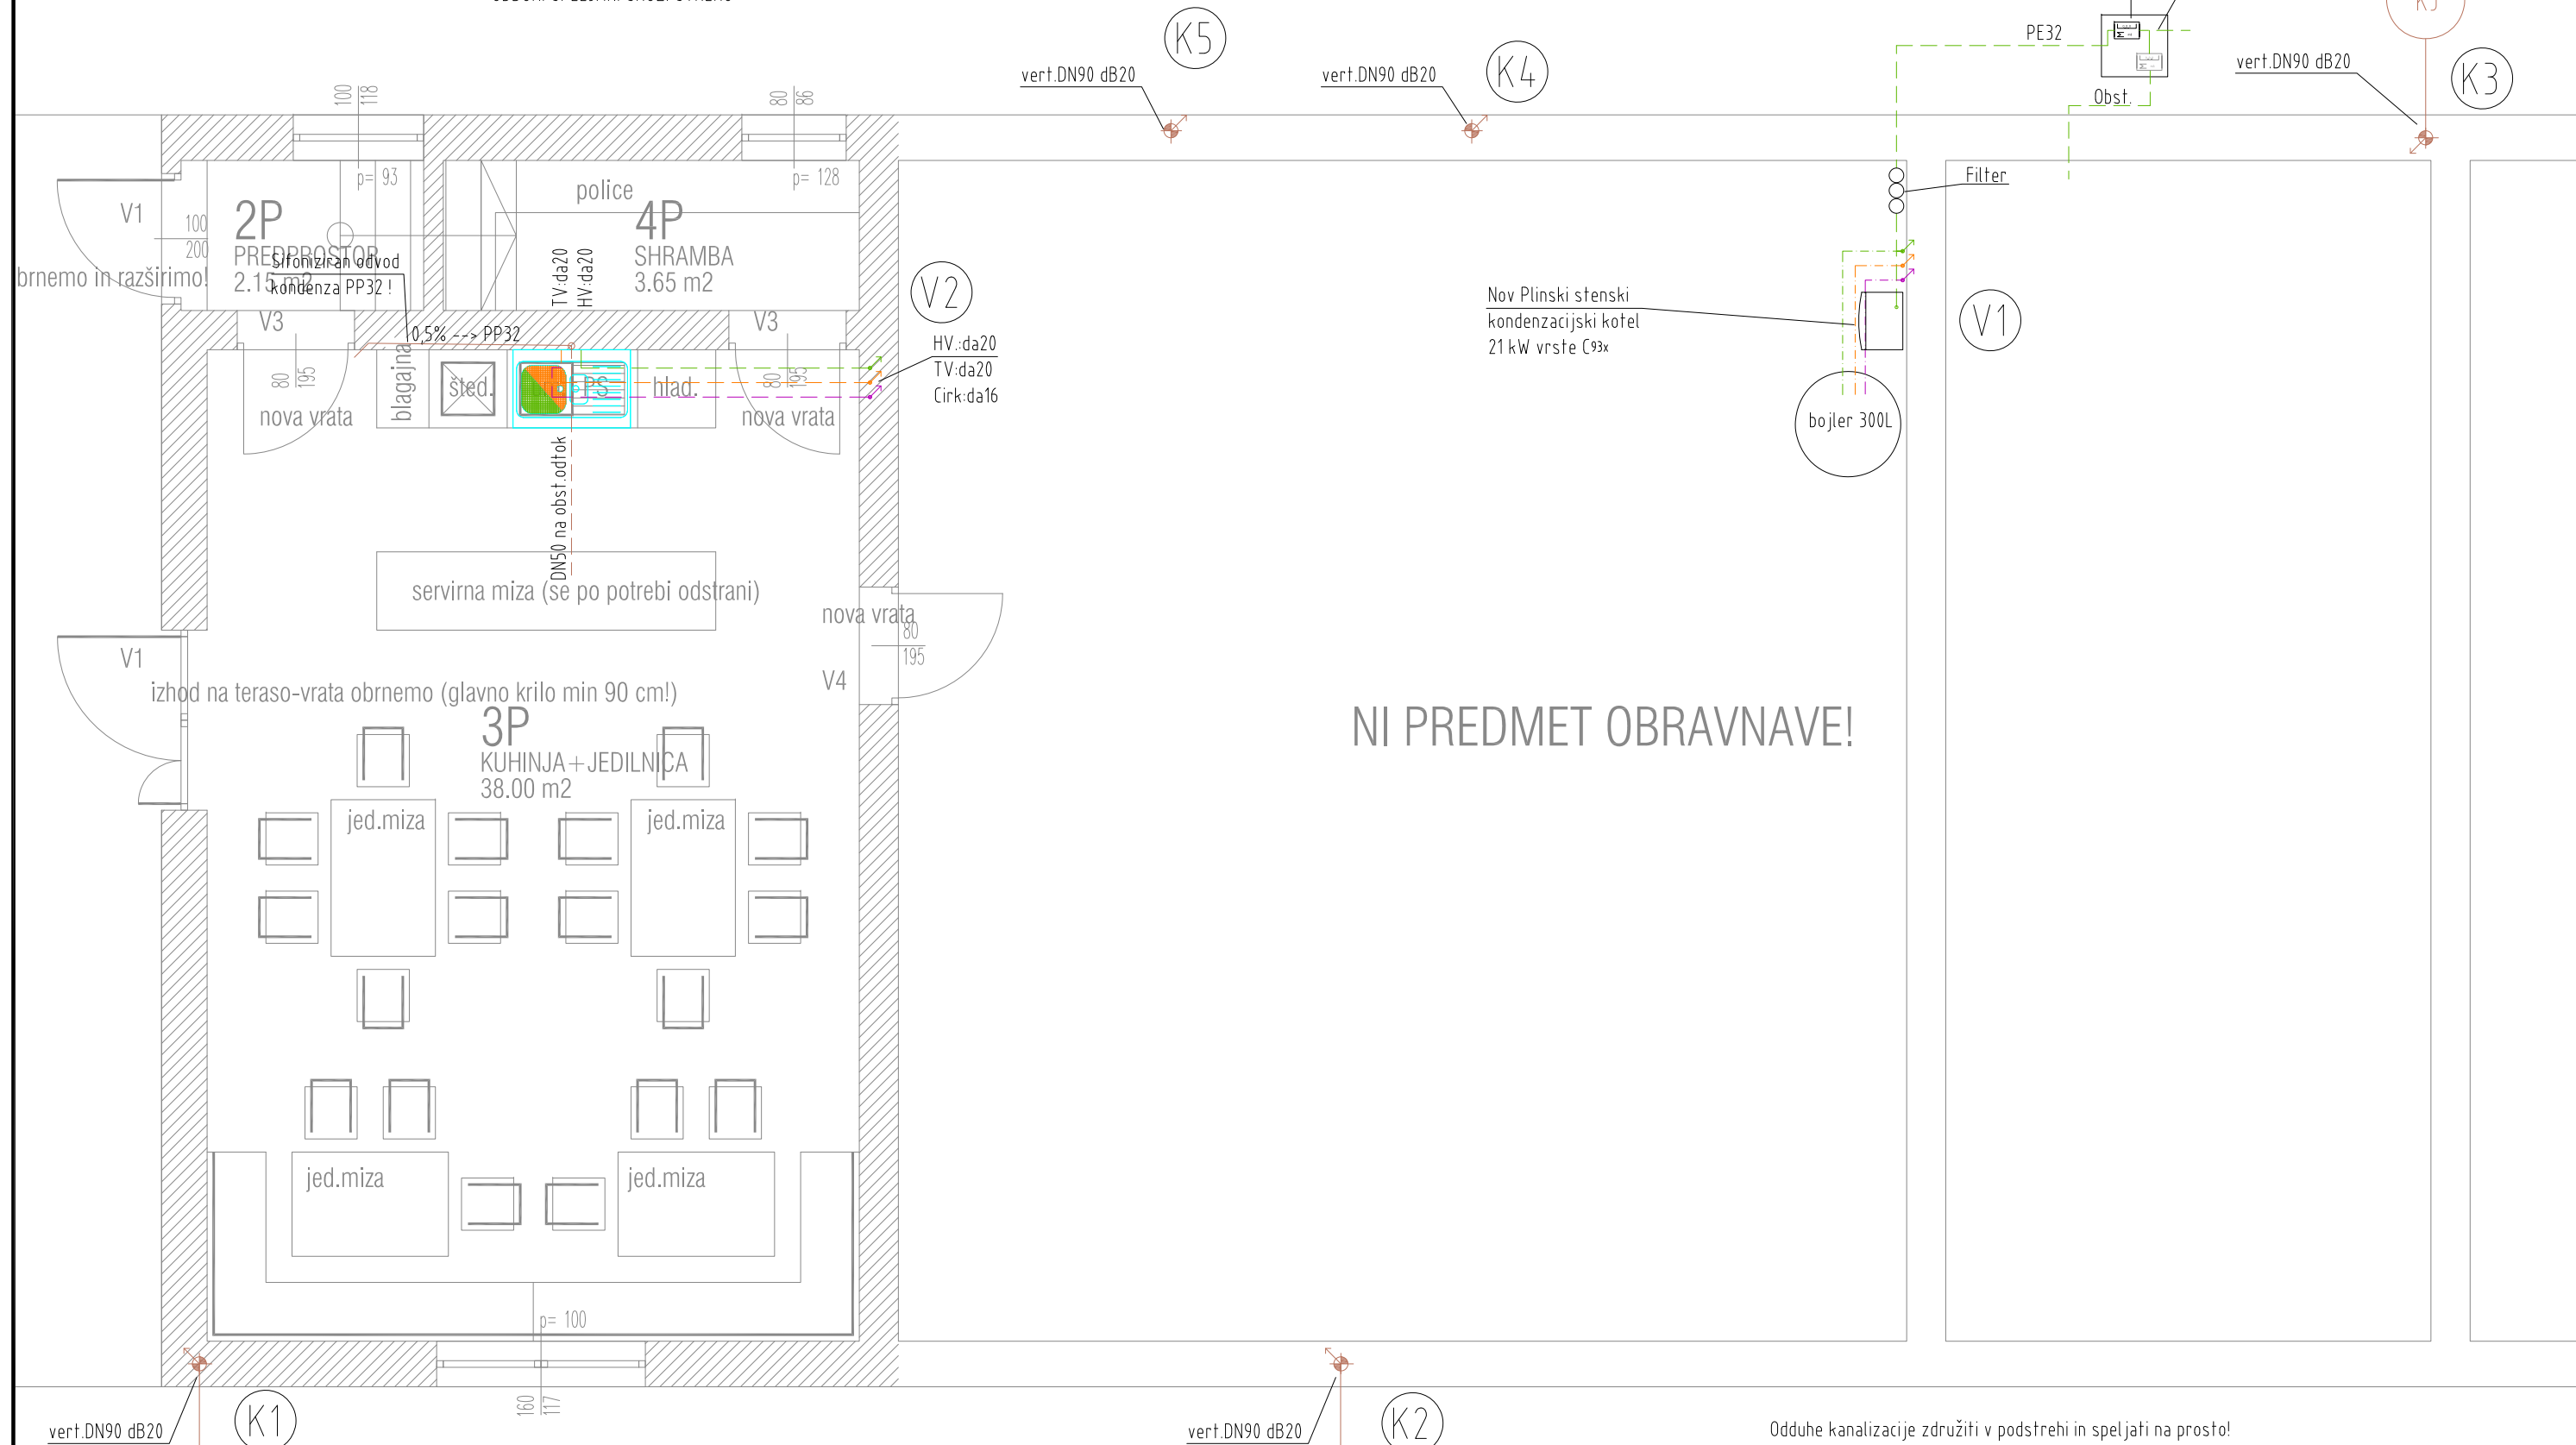 K5
K4
K3
vert.DN90 dB20
vert.DN90 dB20
vert.DN90 dB20
PE32
Obst.
Filter
100
118
80
86
p= 93
p= 128
V1
100
200
2P
PREDPROSTOR
2.15 m2
brnemo in razširimo!
Sifoniziran odvod
kondenza PP32 !
police
4P
SHRAMBA
3.65 m2
TV:da20
HV:da20
V3
V3
0,5% --> PP32
V2
HV.:da20
TV:da20
Cirk:da16
Nov Plinski stenski
kondenzacijski kotel
21 kW vrste C93x
V1
bojler 300L
80
195
nova vrata
blagajna
šted.
PS
hlad.
80
195
nova vrata
DN50 na obst.odtok
servirna miza (se po potrebi odstrani)
nova vrata
80
195
V4
V1
izhod na teraso-vrata obrnemo (glavno krilo min 90 cm!)
3P
KUHINJA+JEDILNICA
38.00 m2
NI PREDMET OBRAVNAVE!
jed.miza
jed.miza
jed.miza
jed.miza
p= 100
160
117
vert.DN90 dB20
K1
vert.DN90 dB20
K2
Odduhe kanalizacije združiti v podstrehi in speljati na prosto!